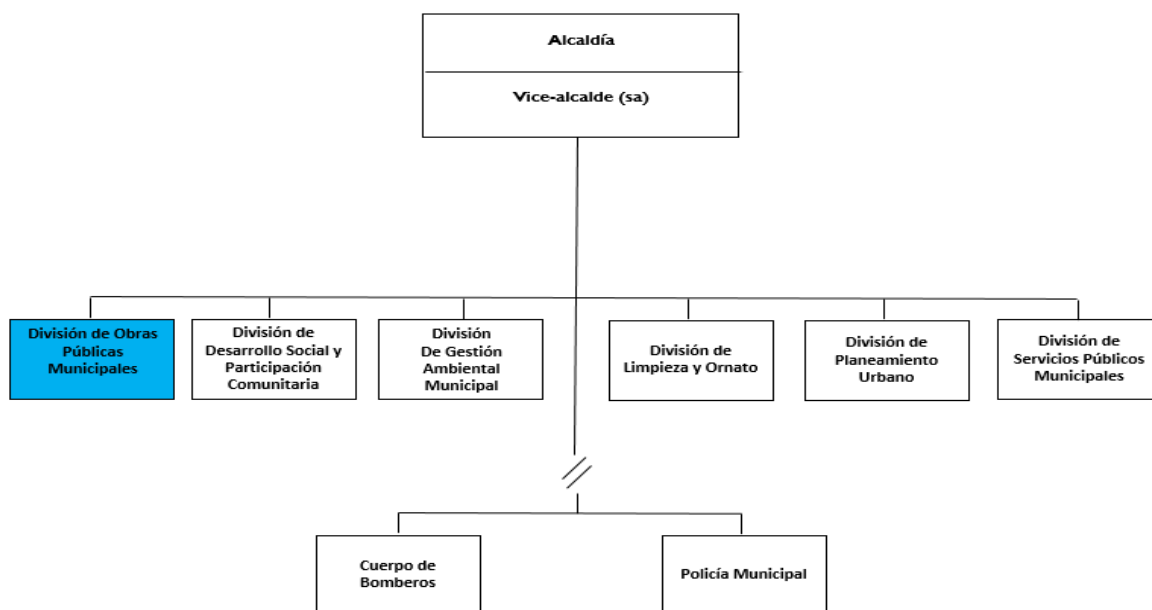 Alcaldía
Vice-alcalde (sa)
División de Obras
Públicas
Municipales
División de
Desarrollo Social y
Participación
Comunitaria
División
De Gestión
Ambiental
Municipal
División de
Limpieza y Ornato
División de
Planeamiento
Urbano
División de
Servicios Públicos
Municipales
Cuerpo de
Bomberos
Policía Municipal